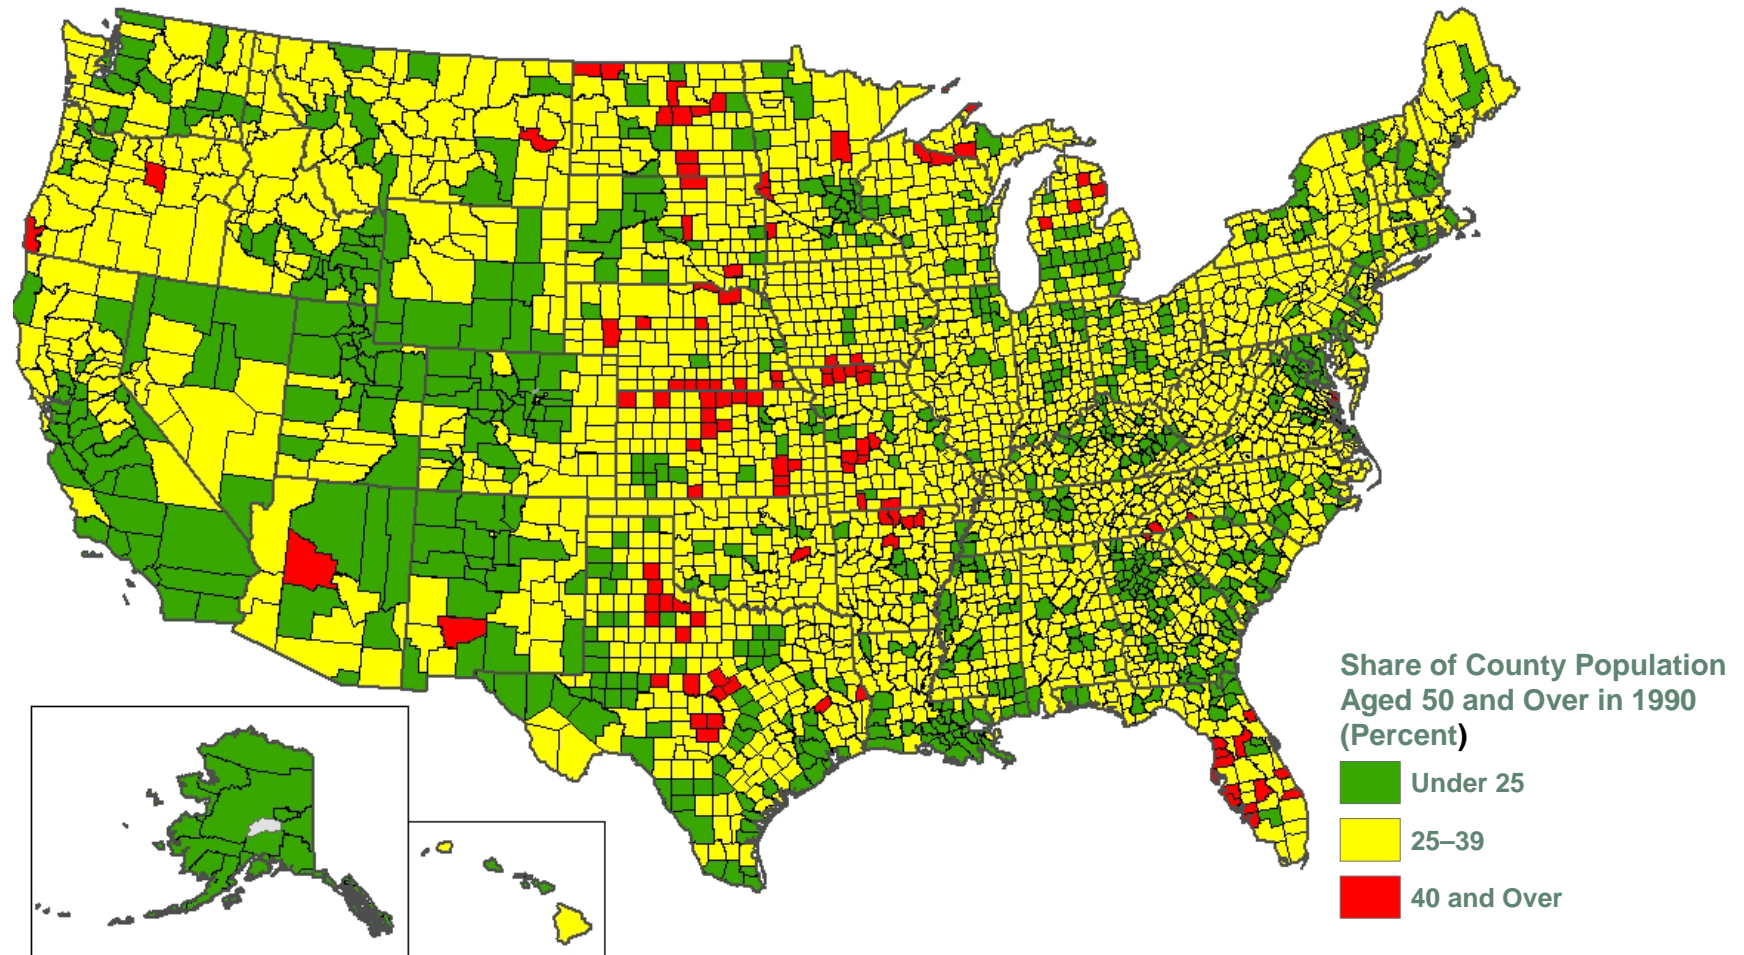 Share of County Population
Aged 50 and Over in 1990
(Percent)
Under 25
25–39
40 and Over